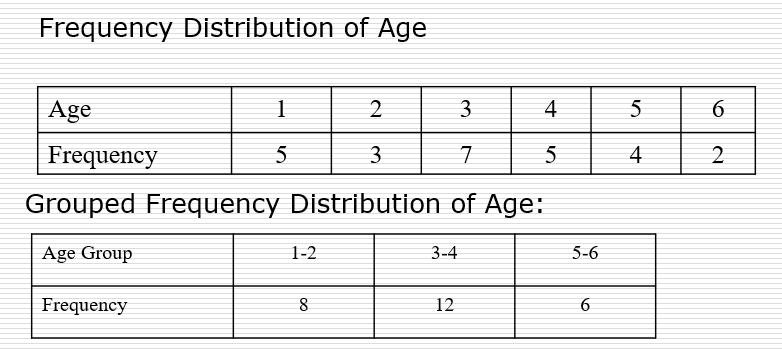 Frequency Distribution of Age
Age 1 2 3 4 5 6
Frequency 5 3 7 5 4 2
Grouped Frequency Distribution of Age:
Age Group 1-2 3-4 5-6
Frequency 8 12 6